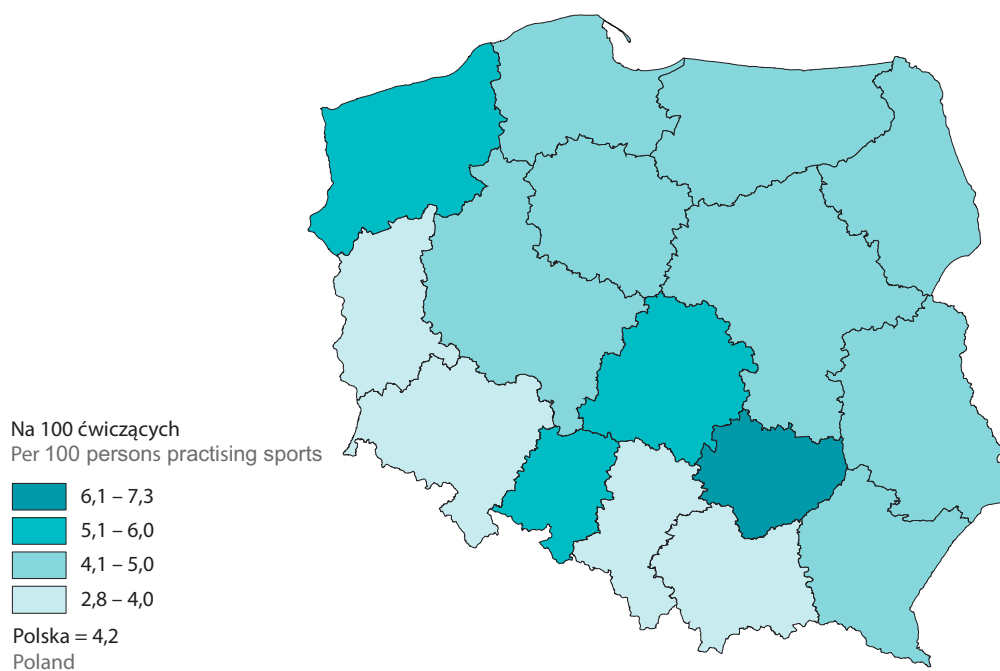 Na 100 ćwiczących
Per 100 persons practising sports
6,1 – 7,3
5,1 – 6,0
4,1 – 5,0
2,8 – 4,0
Polska = 4,2
Poland